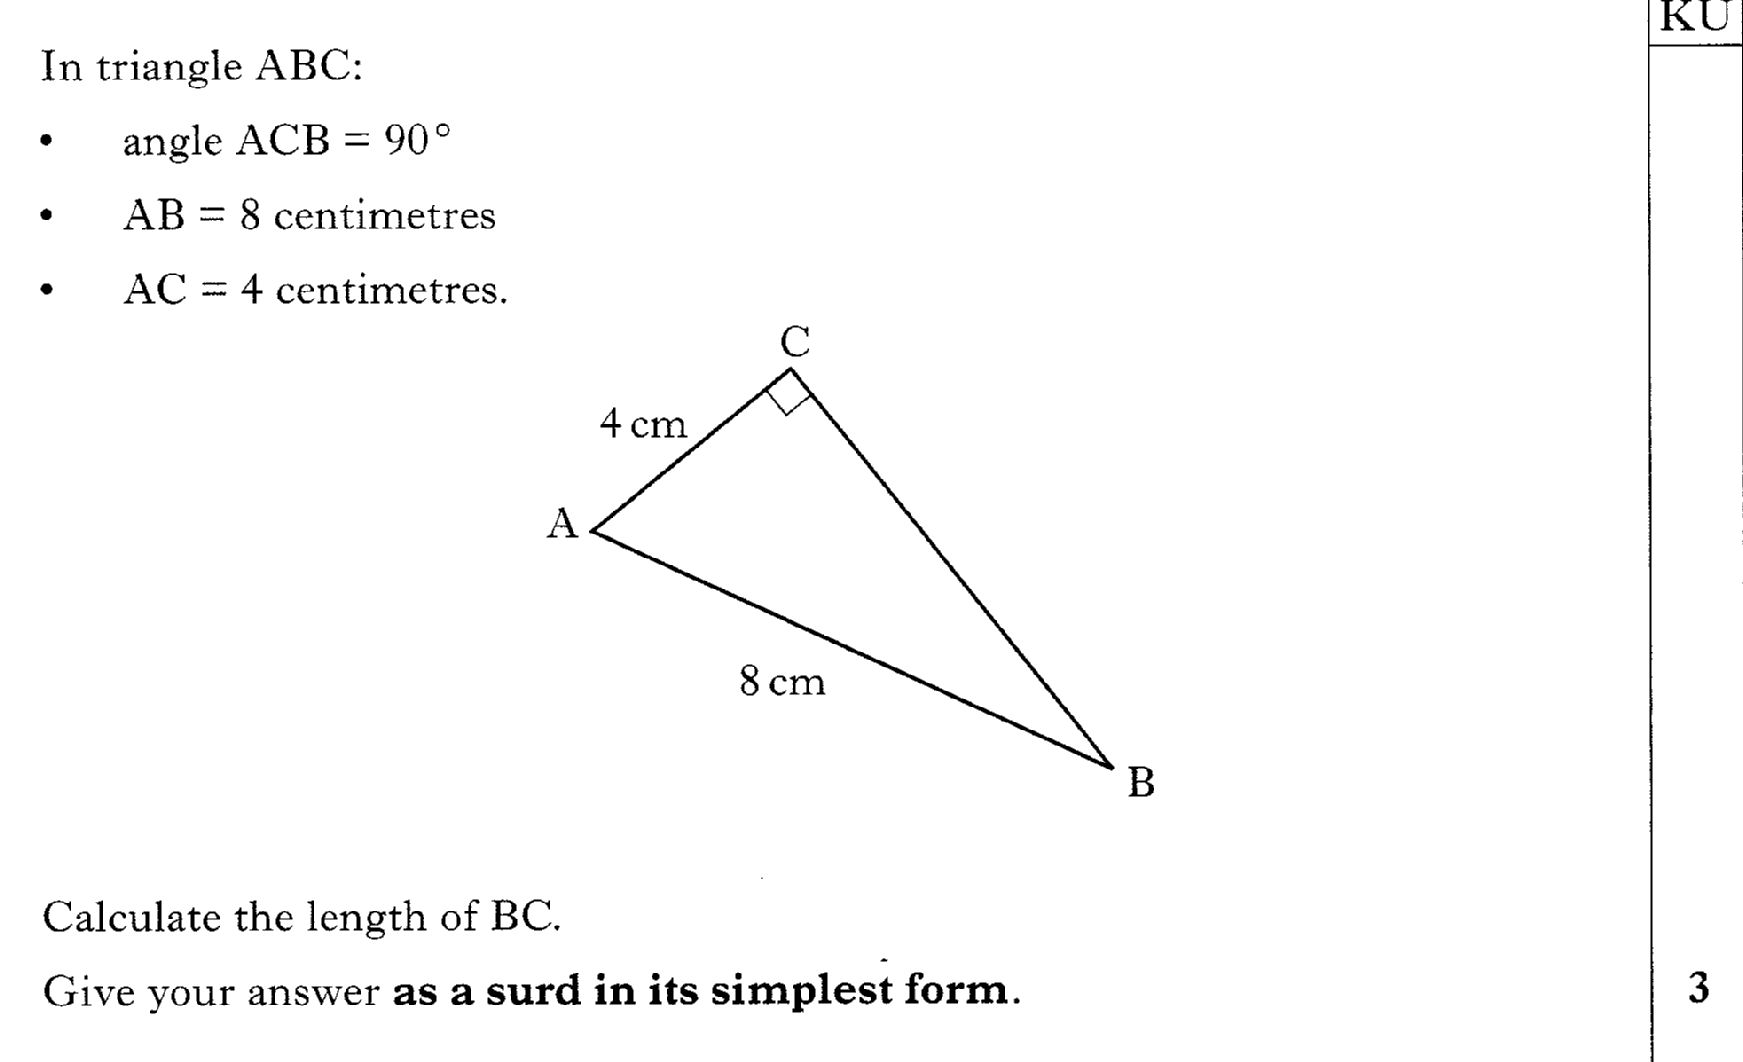 KU
In triangle ABC:
• angle ACB = 90°
• AB = 8 centimetres
• AC = 4 centimetres.
C
4 cm
A
8 cm
B
Calculate the length of BC.
Give your answer as a surd in its simplest form.
3